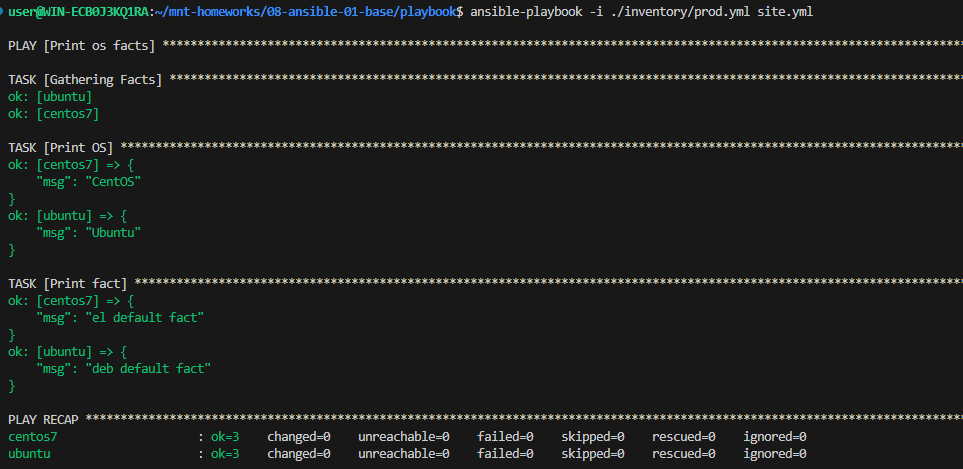 user@WIN-ECB0J3KQ1RA:~/mnt-homeworks/08-ansible-01-base/playbook$ ansible-playbook -i ./inventory/prod.yml site.yml
PLAY [Print os facts] ******************************************************************************************************************
TASK [Gathering Facts] *****************************************************************************************************************
ok: [ubuntu]
ok: [centos7]
TASK [Print OS] ************************************************************************************************************************
ok: [centos7] => {
    "msg": "CentOS"
}
ok: [ubuntu] => {
    "msg": "Ubuntu"
}
TASK [Print fact] **********************************************************************************************************************
ok: [centos7] => {
    "msg": "el default fact"
}
ok: [ubuntu] => {
    "msg": "deb default fact"
}
PLAY RECAP *****************************************************************************************************************************
centos7                    : ok=3    changed=0    unreachable=0    failed=0    skipped=0    rescued=0    ignored=0
ubuntu                     : ok=3    changed=0    unreachable=0    failed=0    skipped=0    rescued=0    ignored=0